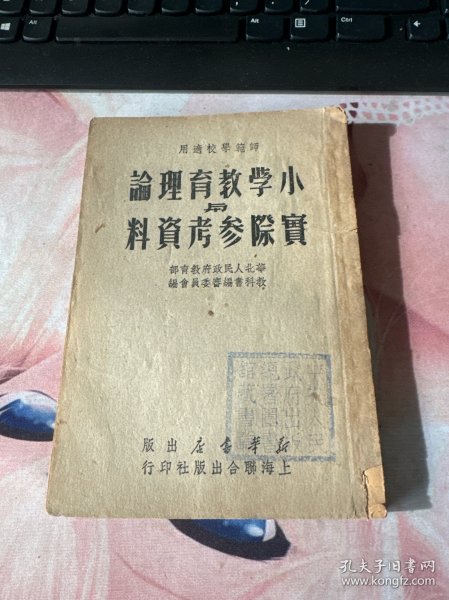 師範學校適用
小學教育理論
与
實際參考資料
華北人民政府教育部
教科書編審委員會編
新華書店出版
上海聯合出版社印行
孔夫子旧书网
www.kongfz.com